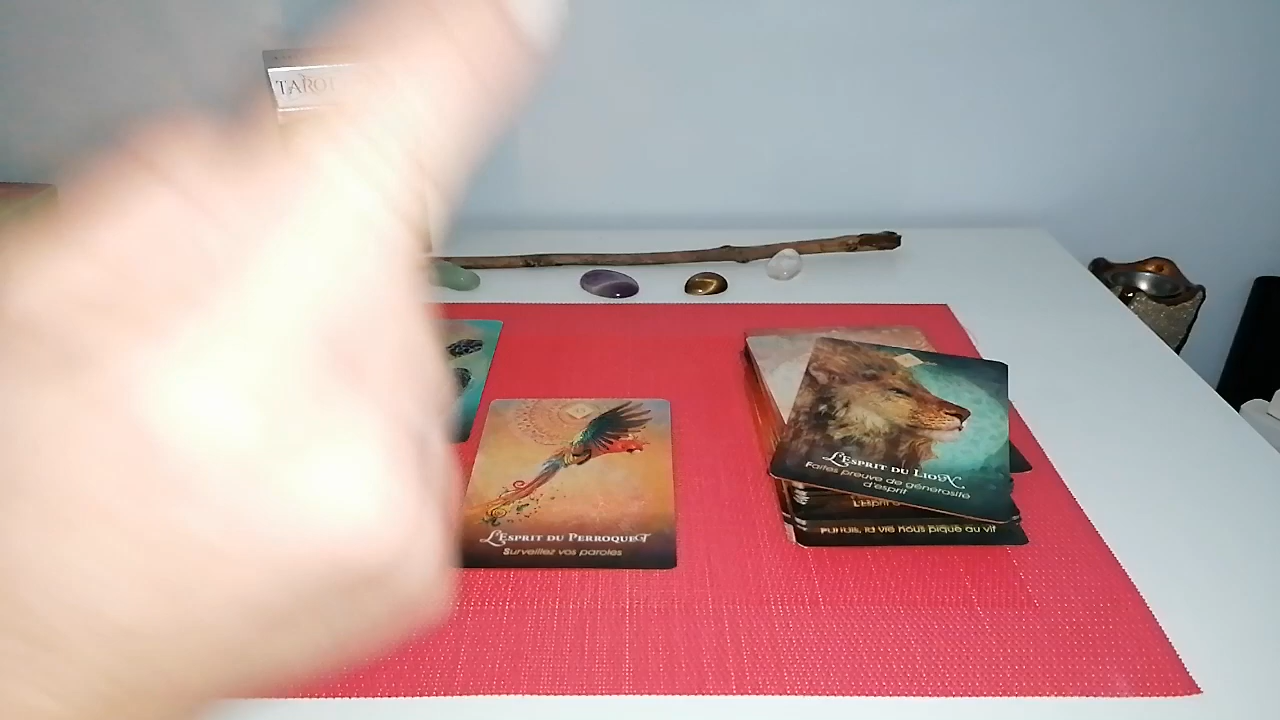 TAROT
L'Esprit du Perroquet
Surveillez vos paroles
L'Esprit du Lion
Faites preuve de générosité
d'esprit
L'Esprit
la vie nous pique au vif